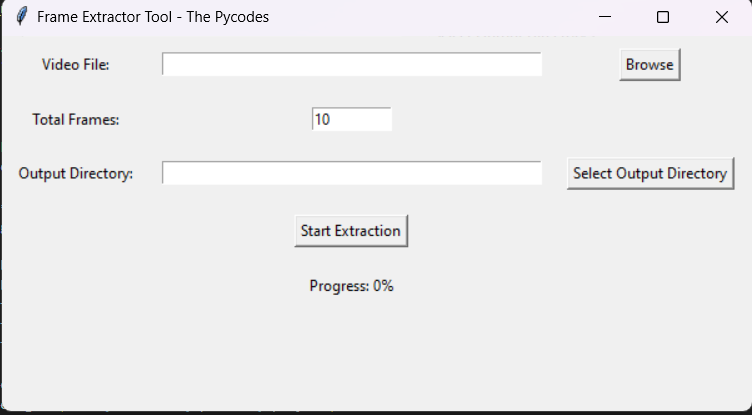 Frame Extractor Tool - The Pycodes
Video File: Browse
Total Frames: 10
Output Directory: Select Output Directory
Start Extraction
Progress: 0%